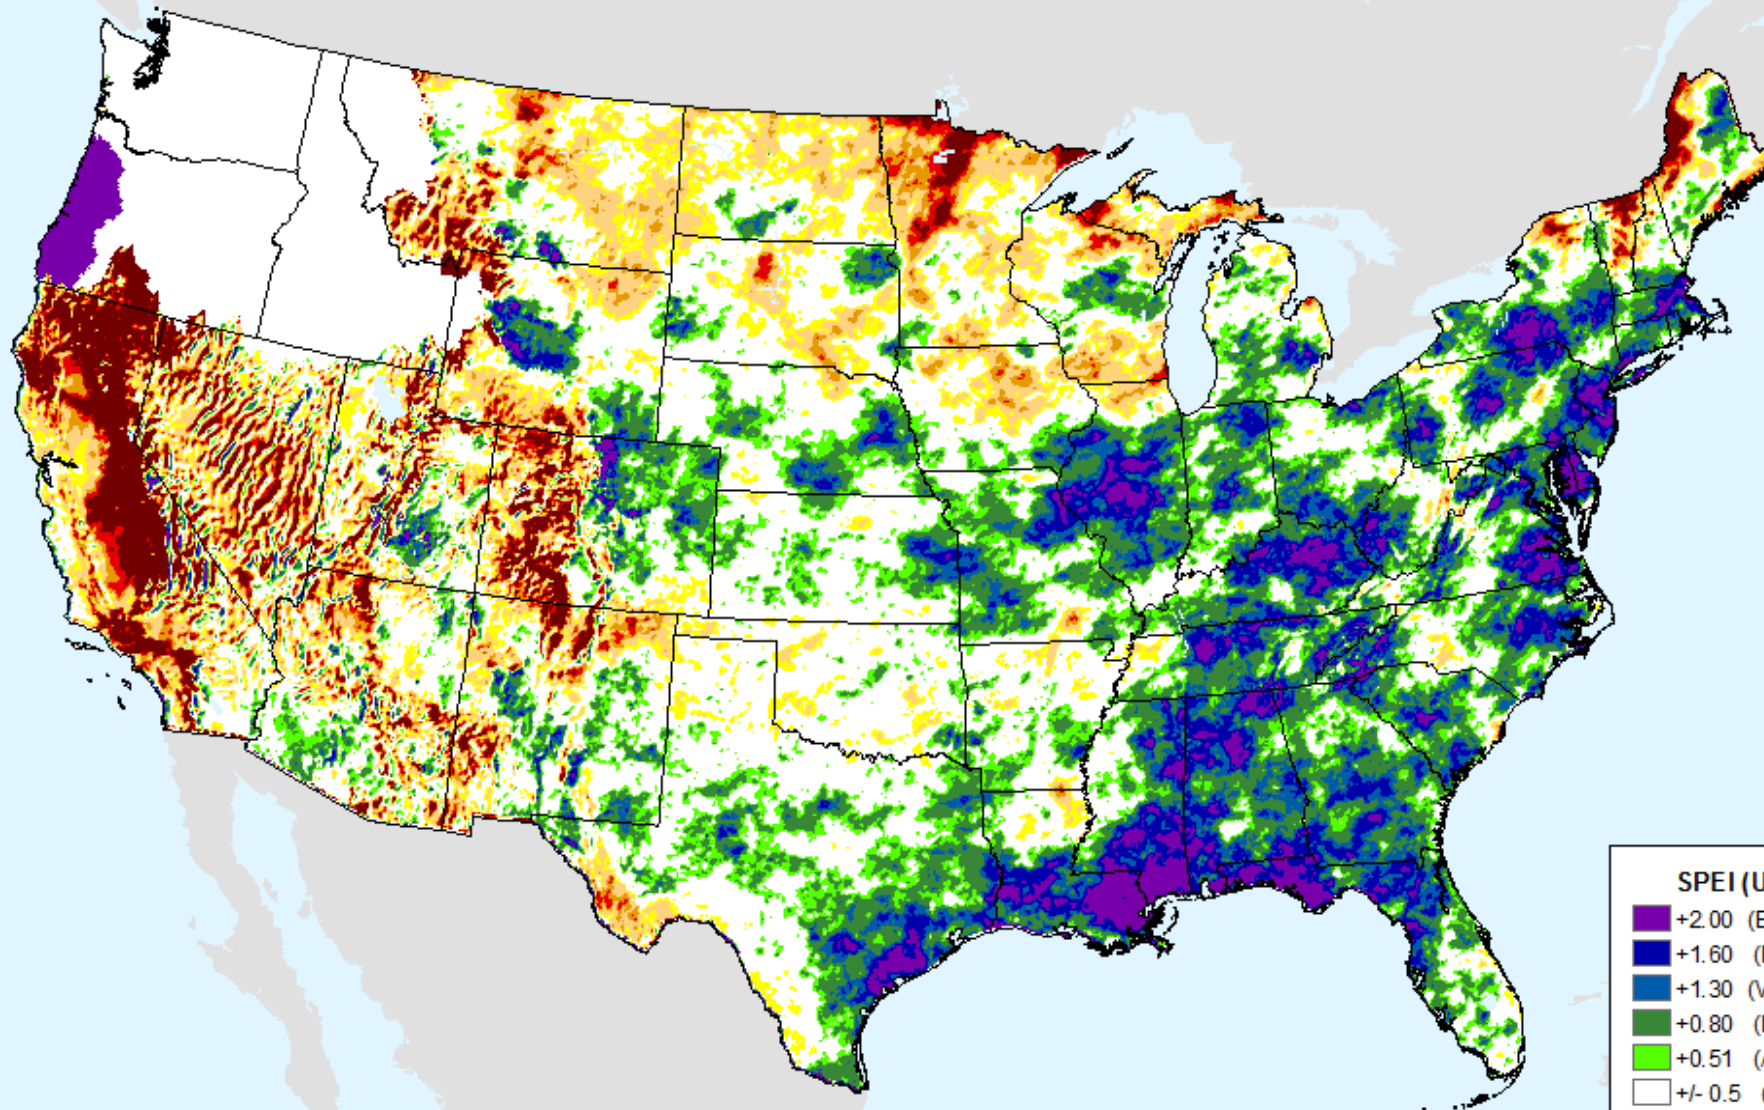 SPEI (U
+2.00 (E
+1.60 (
+1.30 (V
+0.80 (
+0.51 (
+/- 0.5 (